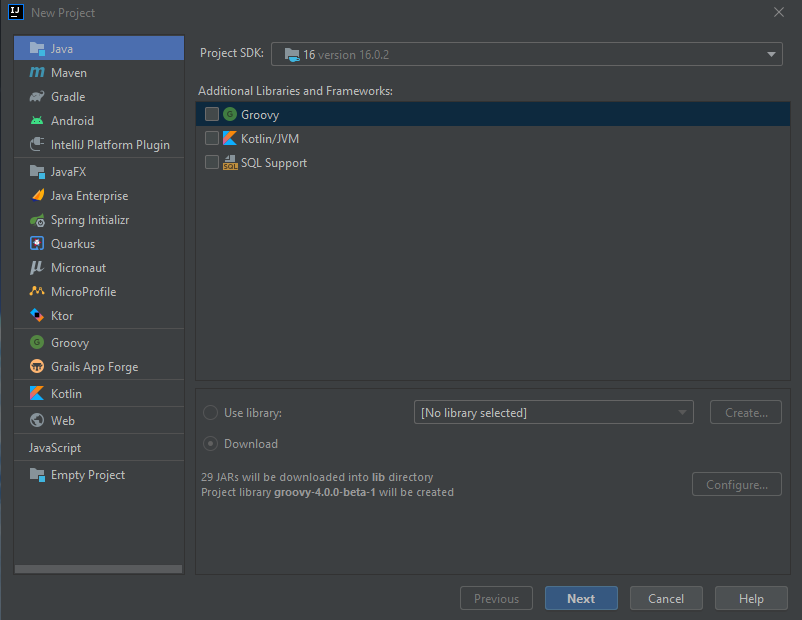 IJ
New Project
Java
Maven
Gradle
Android
IntelliJ Platform Plugin
JavaFX
Java Enterprise
Spring Initializr
Quarkus
Micronaut
MicroProfile
Ktor
Groovy
Grails App Forge
Kotlin
Web
JavaScript
Empty Project
Project SDK:
16 version 16.0.2
Additional Libraries and Frameworks:
Groovy
Kotlin/JVM
SQL Support
Use library:
[No library selected]
Create...
Download
29 JARs will be downloaded into lib directory
Project library groovy-4.0.0-beta-1 will be created
Configure...
Previous
Next
Cancel
Help